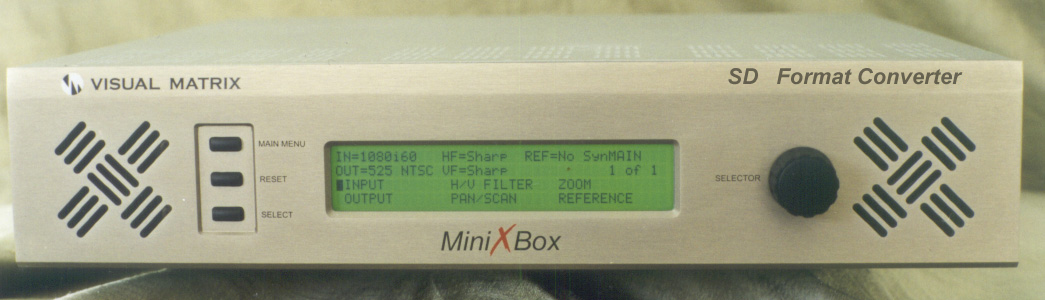 VISUAL MATRIX
SD Format Converter
MAIN MENU
RESET
SELECT
IN=1080i60 HF=Sharp REF=No SynMAIN
OUT=525 NTSC VF=Sharp 1 of 1
INPUT H/V FILTER ZOOM
OUTPUT PAN/SCAN REFERENCE
SELECTOR
MiniXBox